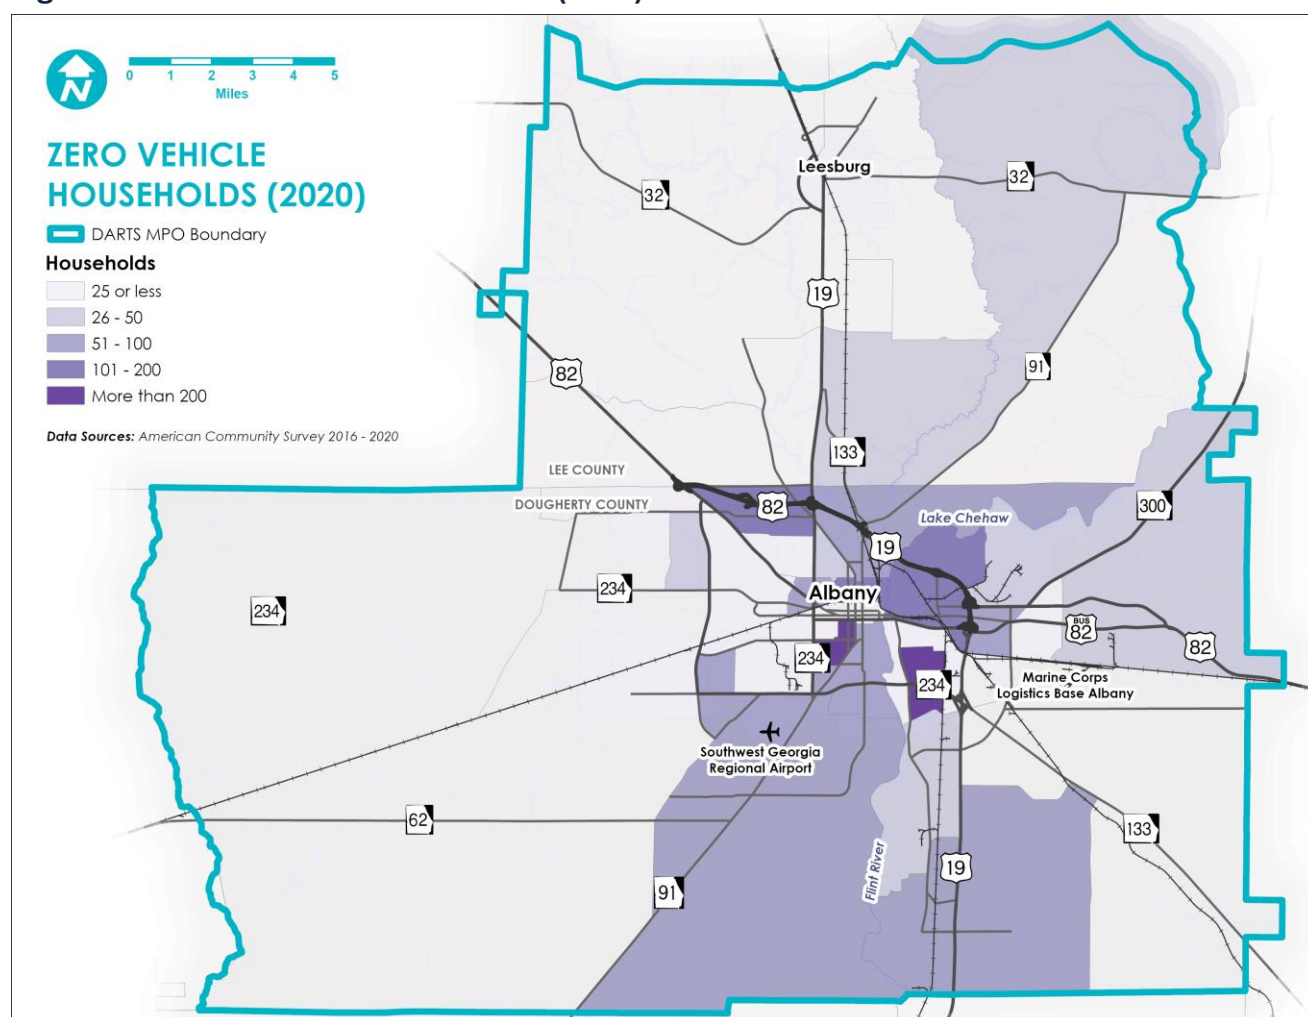 N
0 1 2 3 4 5
Miles
ZERO VEHICLE
HOUSEHOLDS (2020)
DARTS MPO Boundary
Households
25 or less
26 - 50
51 - 100
101 - 200
More than 200
Data Sources: American Community Survey 2016 - 2020
Leesburg
32
32
19
82
91
133
LEE COUNTY
DOUGHERTY COUNTY
82
300
Lake Chehaw
19
234
234
Albany
BUS
82
82
234
234
Marine Corps
Logistics Base Albany
Southwest Georgia
Regional Airport
62
133
Flint River
19
91